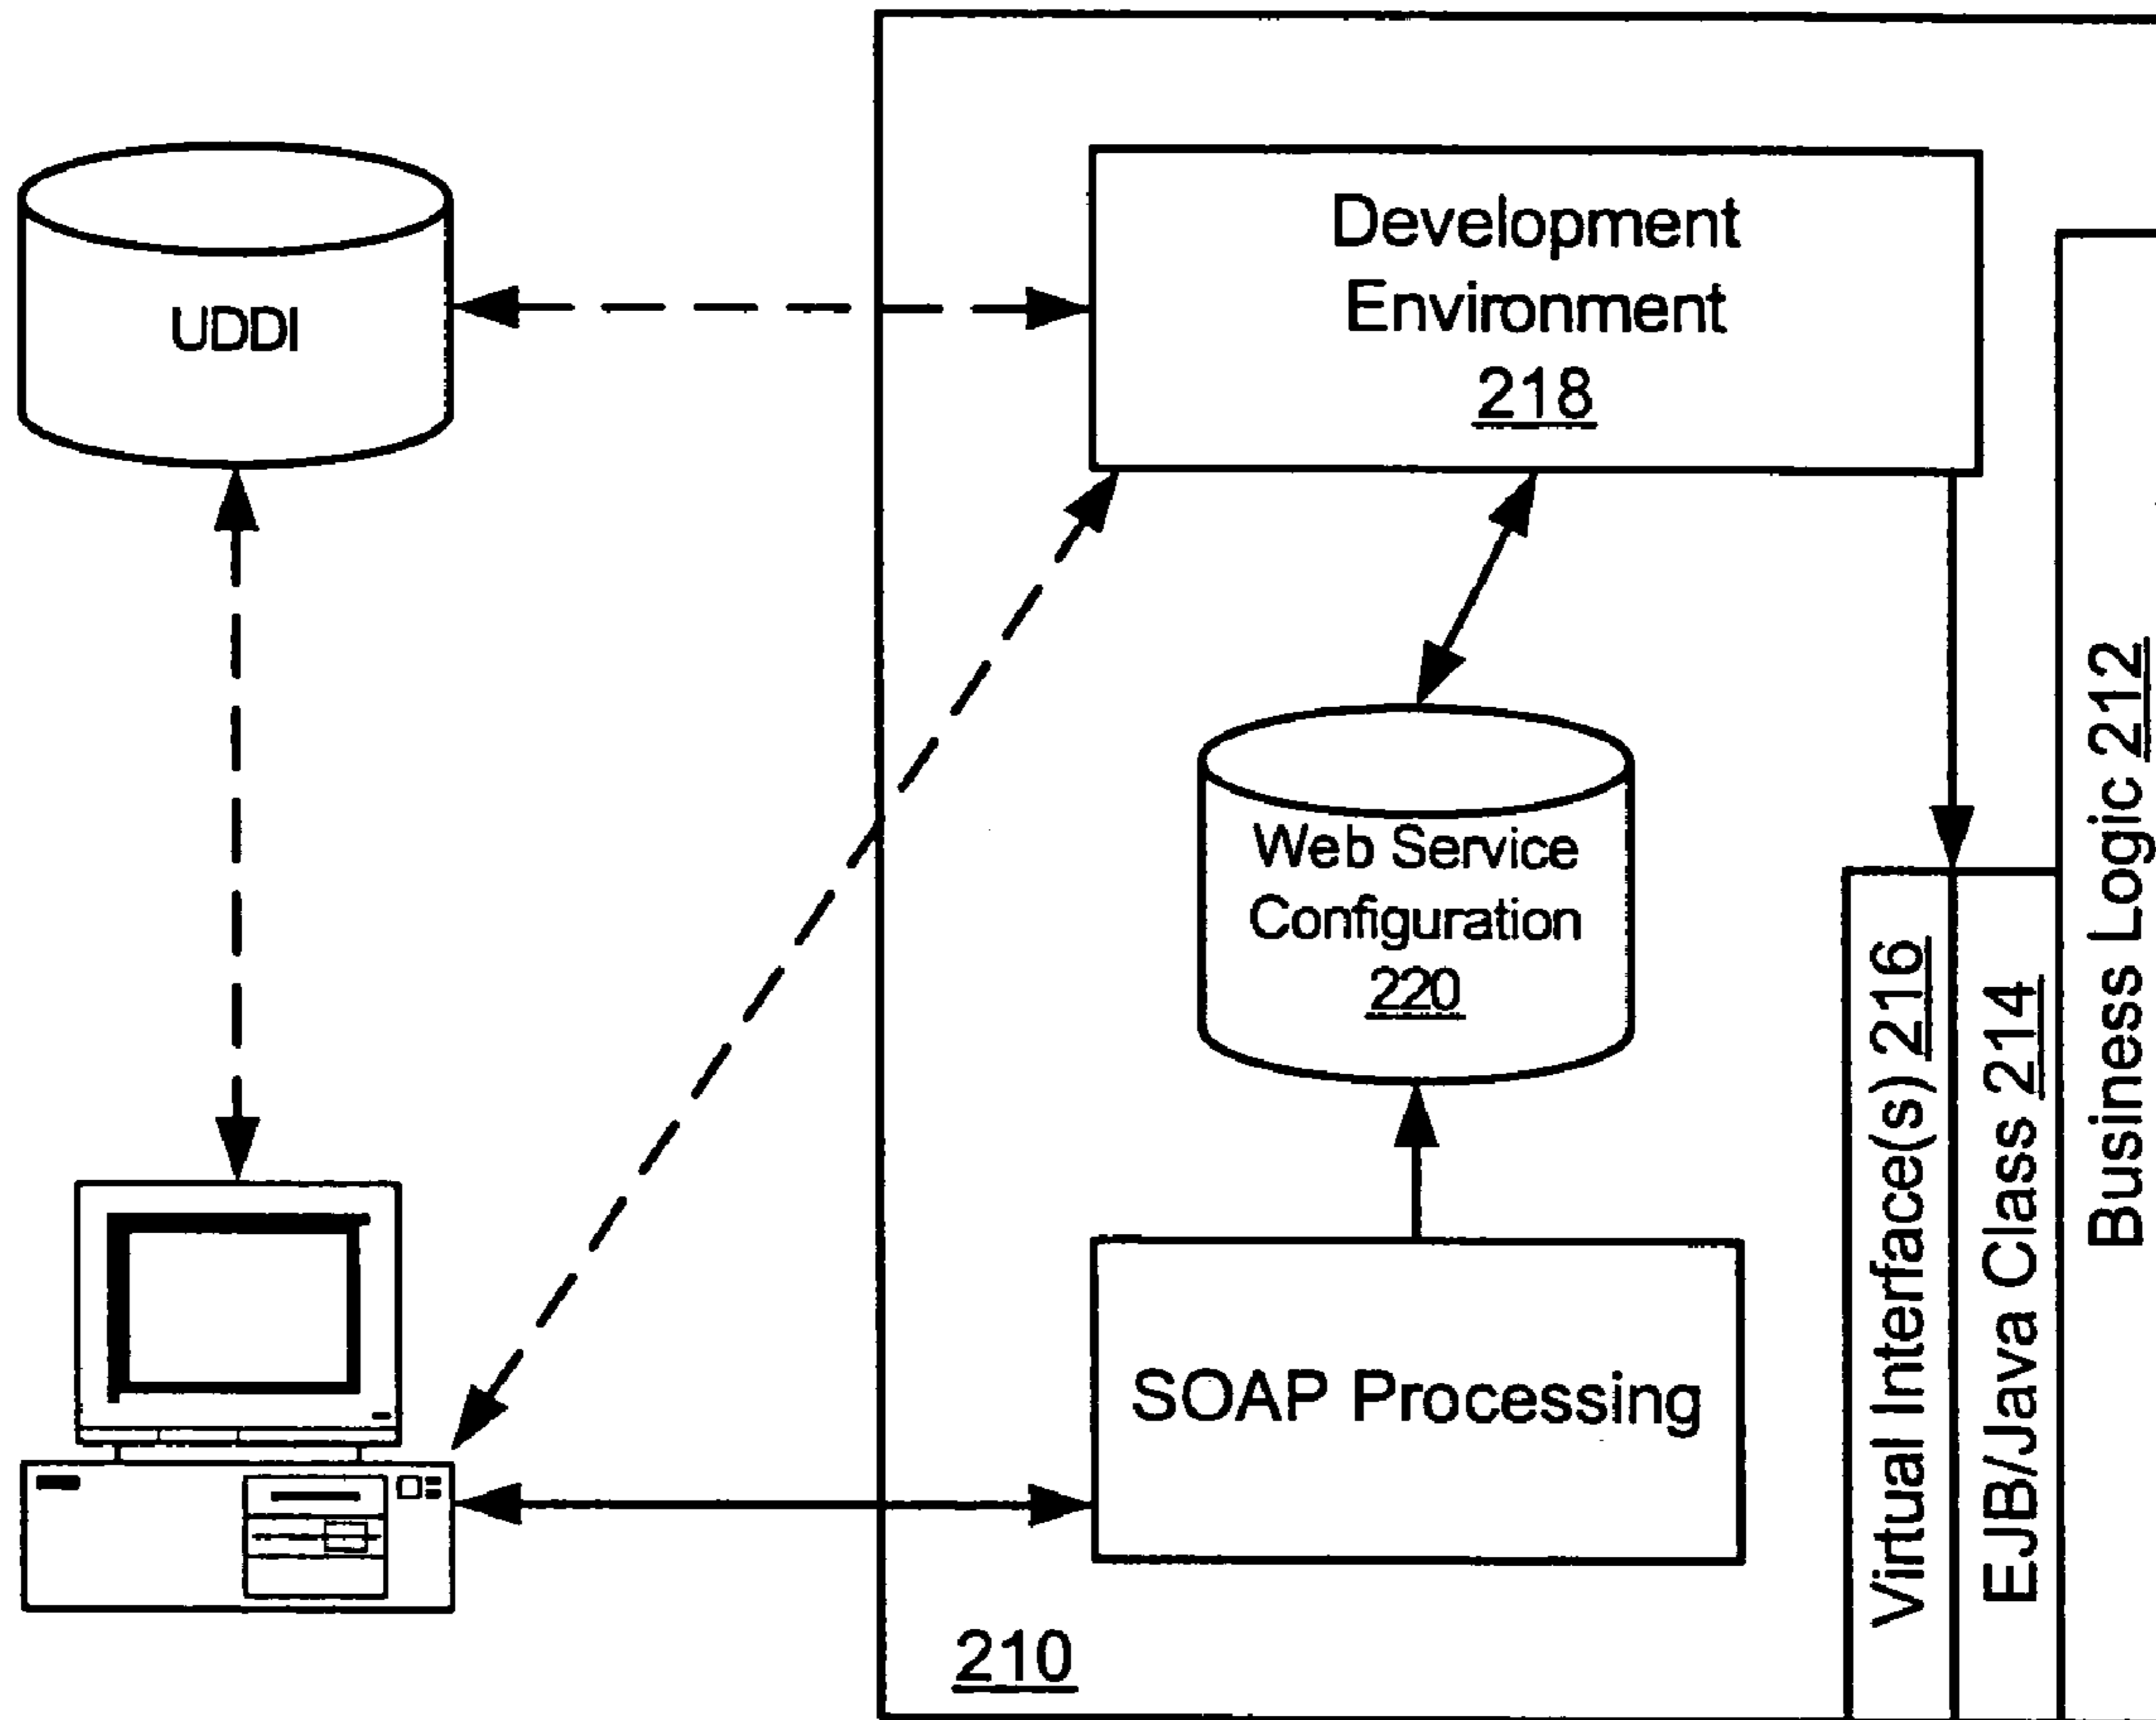 Development
Environment
218
UDDI
Web Service
Configuration
220
SOAP Processing
210
Virtual Interface(s) 216
EJB/Java Class 214
Business Logic 212